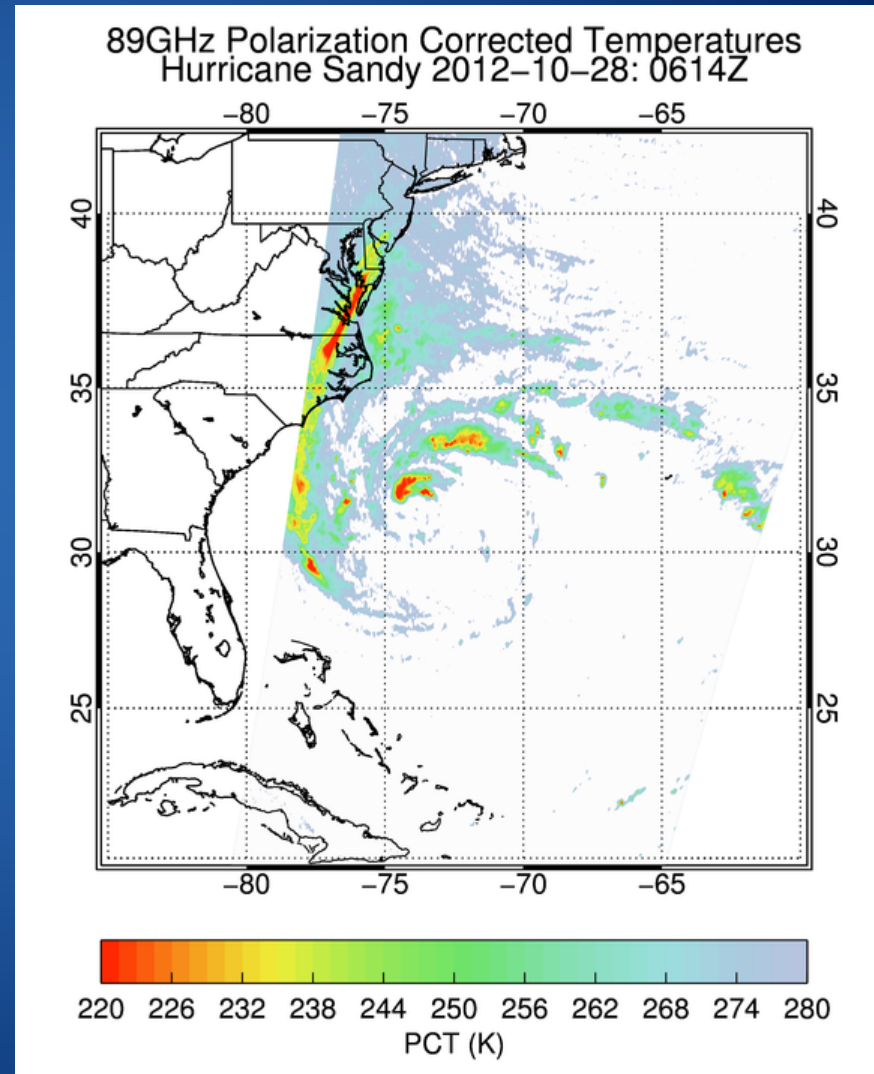 89GHz Polarization Corrected Temperatures
Hurricane Sandy 2012−10−28: 0614Z
−80 −75 −70 −65
40 40
35 35
30 30
25 25
−80 −75 −70 −65
220 226 232 238 244 250 256 262 268 274 280
PCT (K)